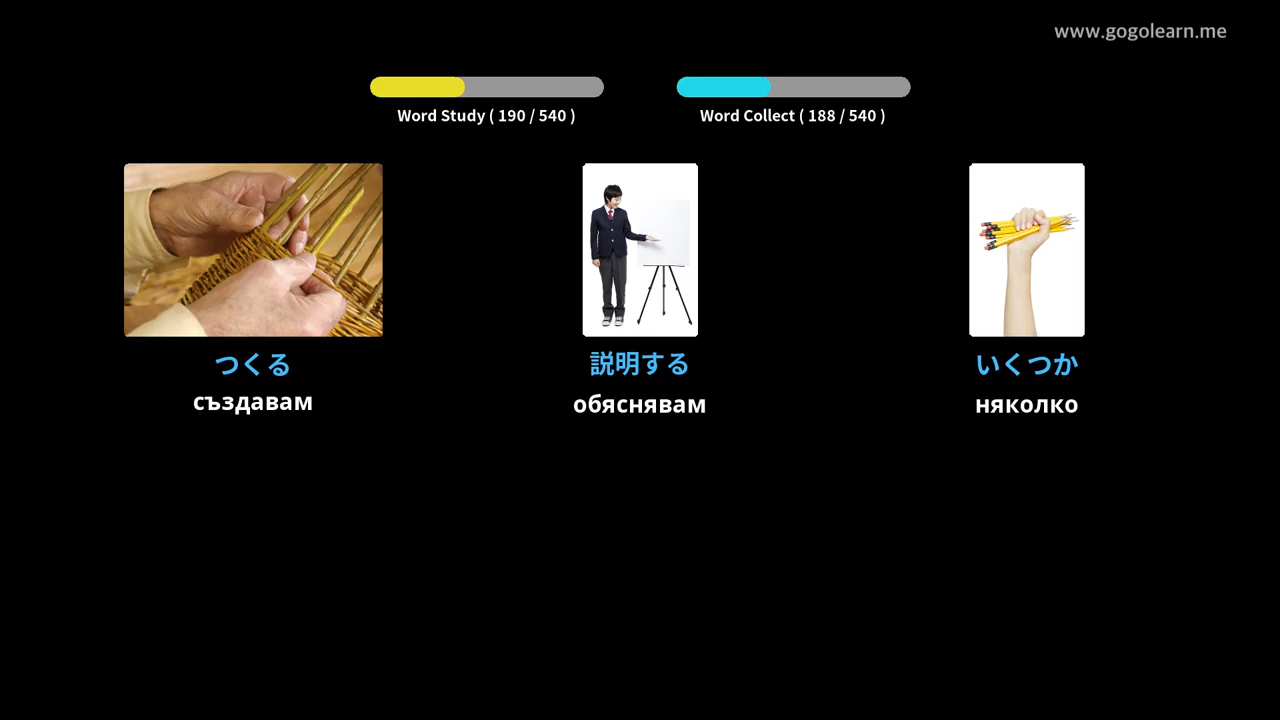 www.gogolearn.me
Word Study ( 190 / 540 )
Word Collect ( 188 / 540 )
つくる
説明する
いくつか
създавам
обяснявам
няколко